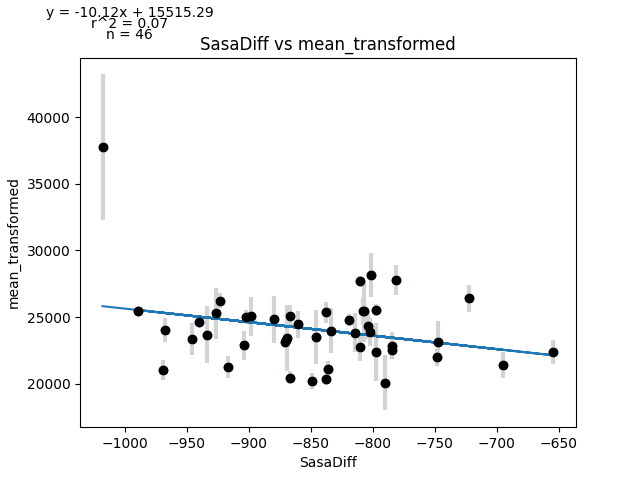 y = -10.12x + 15515.29
r^2 = 0.07
n = 46
SasaDiff vs mean_transformed
40000
35000
30000
25000
20000
mean_transformed
−1000
−950
−900
−850
−800
−750
−700
−650
SasaDiff